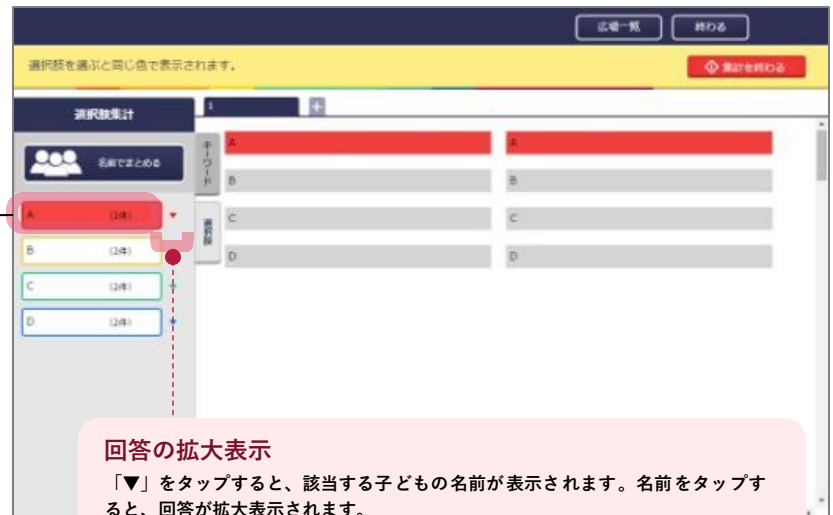 広場一覧 終わる
選択肢を選ぶと同じ色で表示されます。
集計を終わる
選択肢集計
1
名前でまとめる
キーワード
選択肢
A (2件)
B (2件)
C (2件)
D (2件)
A A
B B
C C
D D
回答の拡大表示
「▼」をタップすると、該当する子どもの名前が表示されます。名前をタップす
ると、回答が拡大表示されます。